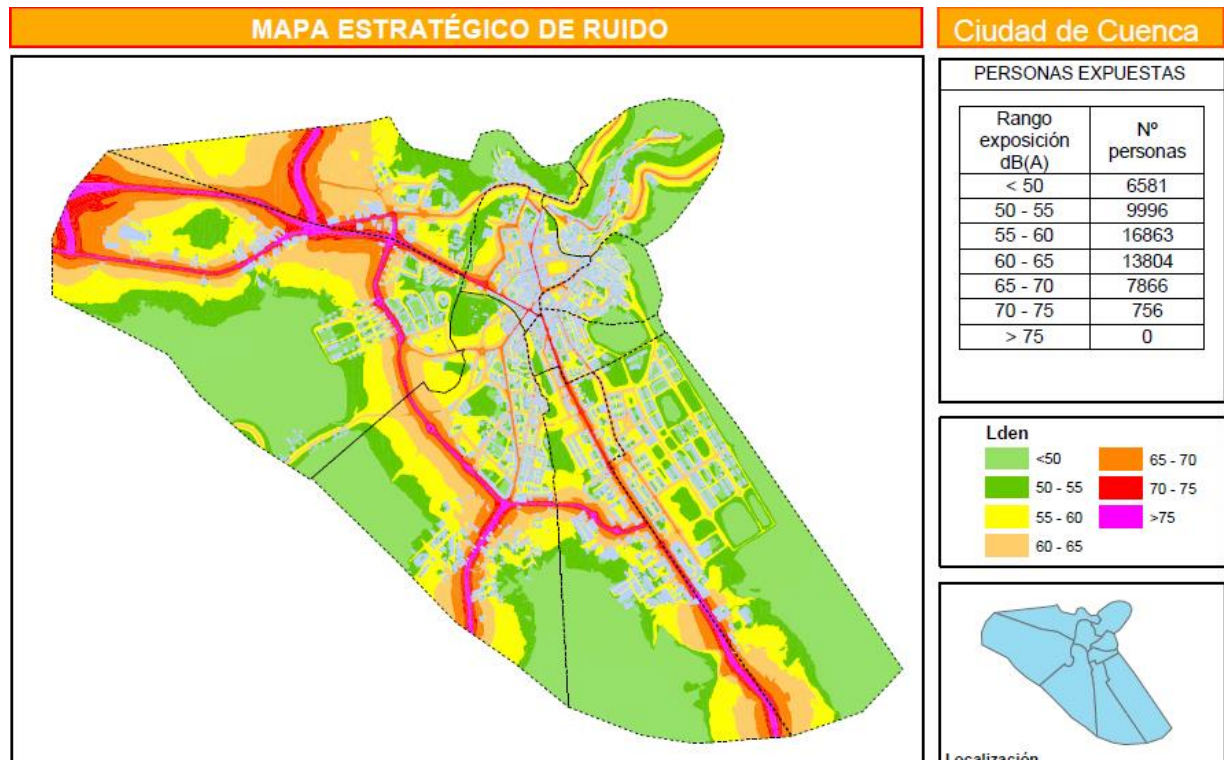 MAPA ESTRATÉGICO DE RUIDO
Ciudad de Cuenca
PERSONAS EXPUESTAS
Rango exposición dB(A) Nº personas
< 50 6581
50 - 55 9996
55 - 60 16863
60 - 65 13804
65 - 70 7866
70 - 75 756
> 75 0
Lden
<50 65 - 70
50 - 55 70 - 75
55 - 60 >75
60 - 65
Localización